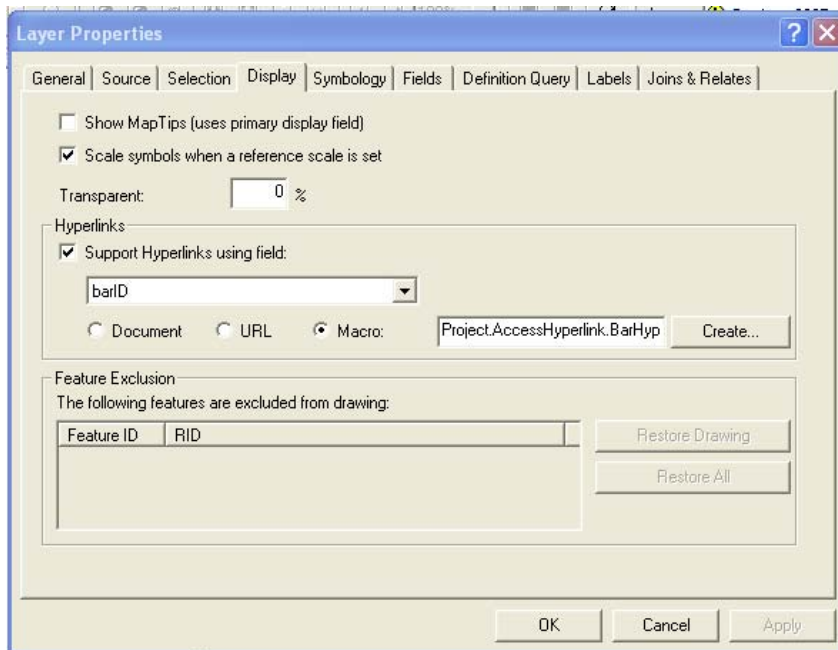 Layer Properties
General Source Selection Display Symbology Fields Definition Query Labels Joins & Relates
Show MapTips (uses primary display field)
Scale symbols when a reference scale is set
Transparent: 0 %
Hyperlinks
Support Hyperlinks using field:
barID
Document URL Macro: Project.AccessHyperlink.BarHyp Create...
Feature Exclusion
The following features are excluded from drawing:
Feature ID RID
Restore Drawing
Restore All
OK Cancel Apply